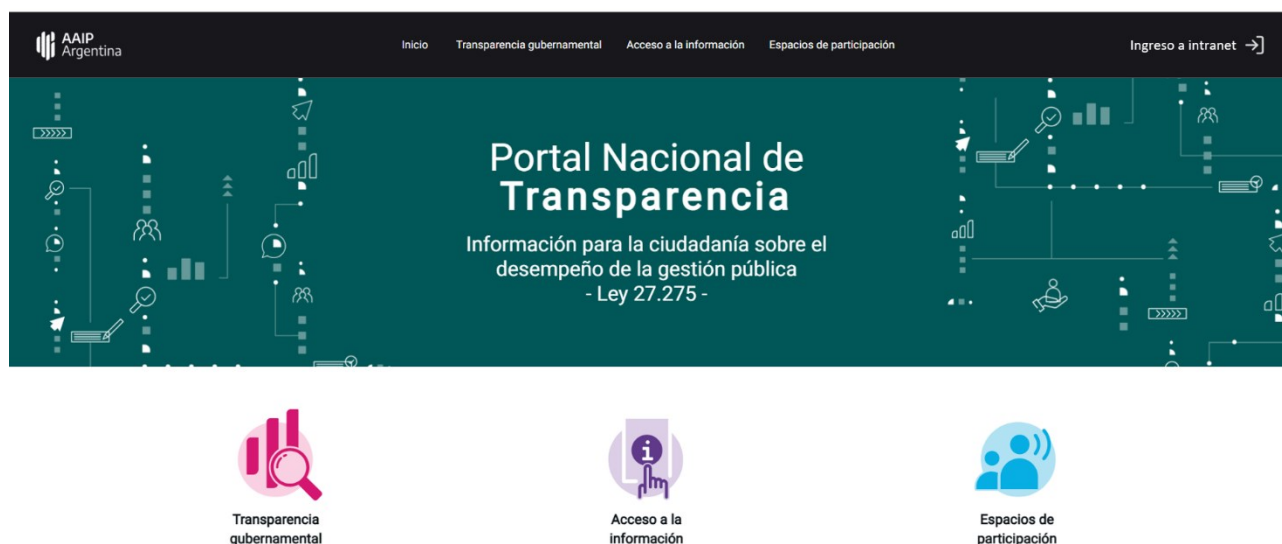 AAIP
Argentina
Inicio
Transparencia gubernamental
Acceso a la información
Espacios de participación
Ingreso a intranet
Portal Nacional de
Transparencia
Información para la ciudadanía sobre el
desempeño de la gestión pública
- Ley 27.275 -
Transparencia
gubernamental
Acceso a la
información
Espacios de
participación